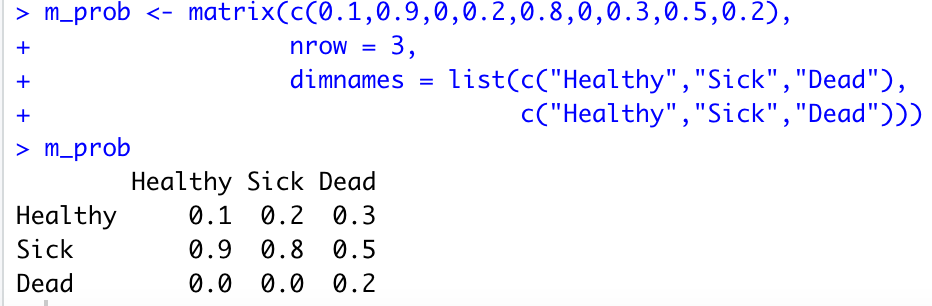 > m_prob <- matrix(c(0.1,0.9,0,0.2,0.8,0,0.3,0.5,0.2),
+                  nrow = 3,
+                  dimnames = list(c("Healthy","Sick","Dead"),
+                                  c("Healthy","Sick","Dead")))
> m_prob
        Healthy Sick Dead
Healthy     0.1  0.2  0.3
Sick        0.9  0.8  0.5
Dead        0.0  0.0  0.2